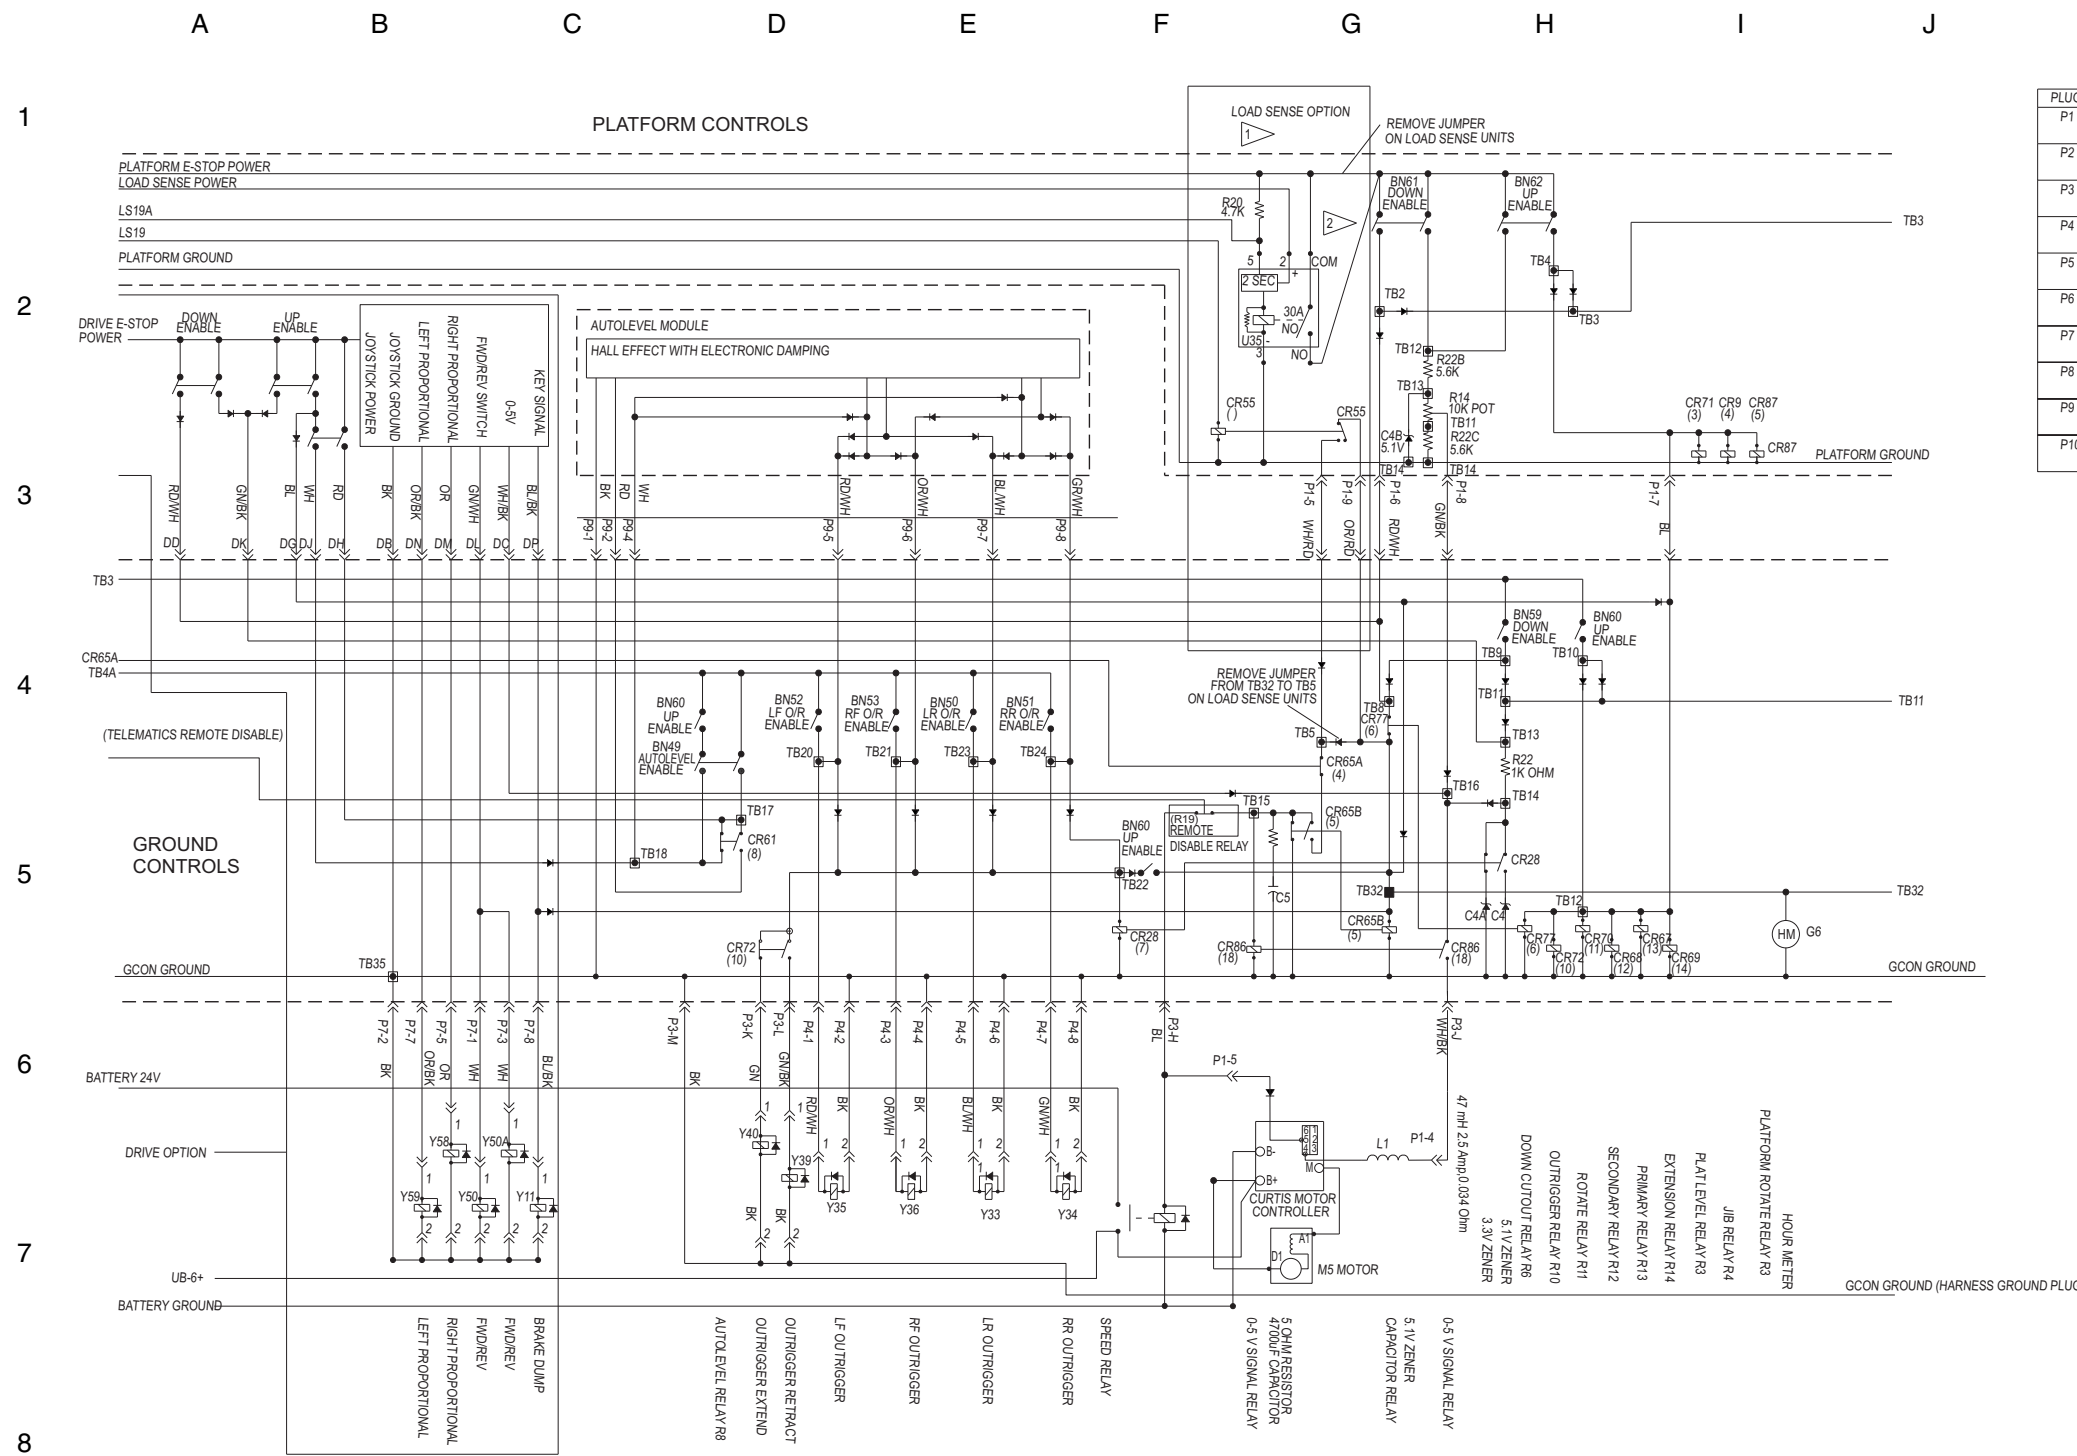 A B C D E F G H I J
1
PLATFORM CONTROLS
LOAD SENSE OPTION
1
REMOVE JUMPER
ON LOAD SENSE UNITS
PLATFORM E-STOP POWER
LOAD SENSE POWER
LS19A
LS19
PLATFORM GROUND
R20
4.7K
2
BN61
DOWN
ENABLE
BN62
UP
ENABLE
TB3
5
2
+
COM
2 SEC
30A
NO
U35
-
3
NO
TB4
TB2
TB3
2
DRIVE E-STOP
POWER
DOWN
ENABLE
UP
ENABLE
JOYSTICK POWER
JOYSTICK GROUND
LEFT PROPORTIONAL
RIGHT PROPORTIONAL
FWD/REV SWITCH
0-5V
KEY SIGNAL
AUTOLEVEL MODULE
HALL EFFECT WITH ELECTRONIC DAMPING
TB12
R22B
5.6K
TB13
R14
10K POT
TB11
R22C
5.6K
C4B
5.1V
TB14
TB14
CR55
( )
CR55
CR71
(3)
CR9
(4)
CR87
(5)
CR87
PLATFORM GROUND
3
RD/WH
GN/BK
BL
WH
RD
BK
OR/BK
OR
GN/WH
WH/BK
BL/BK
BK
RD
WH
RD/WH
OR/WH
BL/WH
GR/WH
DD
DK
DG
DJ
DH
DB
DN
DM
DL
DC
DP
P9-1
P9-2
P9-4
P9-5
P9-6
P9-7
P9-8
P1-5
WH/RD
P1-9
OR/RD
P1-6
RD/WH
P1-8
GN/BK
P1-7
BL
TB3
CR65A
TB4A
4
BN59
DOWN
ENABLE
BN60
UP
ENABLE
TB9
TB10
TB11
TB11
TB13
R22
1K OHM
TB14
TB16
REMOVE JUMPER
FROM TB32 TO TB5
ON LOAD SENSE UNITS
TB8
CR77
(6)
TB5
CR65A
(4)
BN60
UP
ENABLE
BN49
AUTOLEVEL
ENABLE
BN52
LF O/R
ENABLE
BN53
RF O/R
ENABLE
BN50
LR O/R
ENABLE
BN51
RR O/R
ENABLE
TB20
TB21
TB23
TB24
(TELEMATICS REMOTE DISABLE)
GROUND
CONTROLS
5
TB17
CR61
(8)
TB18
BN60
UP
ENABLE
TB22
(R19)
REMOTE
DISABLE RELAY
TB15
CR65B
(5)
C5
TB32
CR28
TB32
C4A
C4
TB12
CR65B
(5)
CR28
(7)
CR72
(10)
CR86
(18)
CR86
(18)
CR77
(6)
CR72
(10)
CR70
(11)
CR68
(12)
CR67
(13)
CR69
(14)
HM
G6
GCON GROUND
TB35
GCON GROUND
6
P7-2
P7-7
P7-5
P7-1
P7-3
P7-8
P3-M
P3-K
P3-L
P4-1
P4-2
P4-3
P4-4
P4-5
P4-6
P4-7
P4-8
P3-H
P3-J
BK
OR/BK
OR
WH
WH
BL/BK
BK
GN
GN/BK
RD/WH
BK
OR/WH
BK
BL/WH
BK
GN/WH
BK
BL
WH/BK
BATTERY 24V
DRIVE OPTION
Y58
Y50A
Y59
Y50
Y11
Y40
Y39
Y35
Y36
Y33
Y34
BK
BK
P1-5
B-
B+
M
CURTIS MOTOR
CONTROLLER
L1
P1-4
47 mH 2.5 Amp,0.034 Ohm
7
A1
D1
M5 MOTOR
UB-6+
BATTERY GROUND
3.3V ZENER
5.1V ZENER
DOWN CUTOUT RELAY R6
OUTRIGGER RELAY R10
ROTATE RELAY R11
SECONDARY RELAY R12
PRIMARY RELAY R13
EXTENSION RELAY R14
PLAT LEVEL RELAY R3
JIB RELAY R4
PLATFORM ROTATE RELAY R3
HOUR METER
GCON GROUND (HARNESS GROUND PLUG
LEFT PROPORTIONAL
RIGHT PROPORTIONAL
FWD/REV
FWD/REV
BRAKE DUMP
AUTOLEVEL RELAY R8
OUTRIGGER EXTEND
OUTRIGGER RETRACT
LF OUTRIGGER
RF OUTRIGGER
LR OUTRIGGER
RR OUTRIGGER
SPEED RELAY
0-5 V SIGNAL RELAY
4700uF CAPACITOR
5 OHM RESISTOR
CAPACITOR RELAY
5.1V ZENER
0-5 V SIGNAL RELAY
8
PLUG
P1
P2
P3
P4
P5
P6
P7
P8
P9
P10